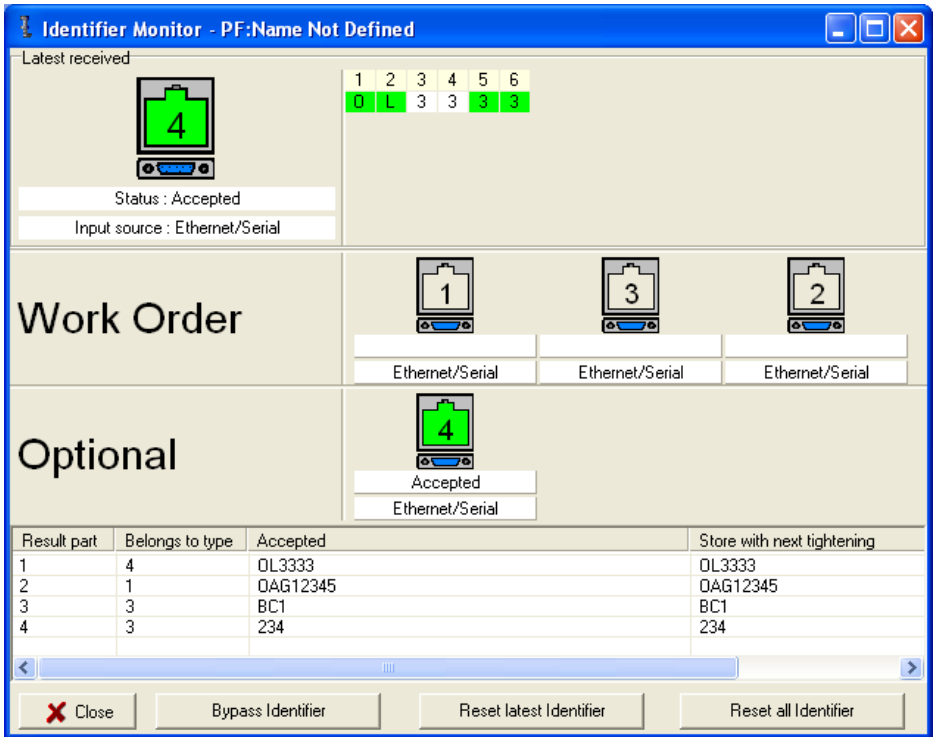 Identifier Monitor - PF:Name Not Defined
Latest received
4
1 2 3 4 5 6
O L 3 3 3 3
Status : Accepted
Input source : Ethernet/Serial
Work Order
1 3 2
Ethernet/Serial Ethernet/Serial Ethernet/Serial
Optional
4
Accepted
Ethernet/Serial
Result part Belongs to type Accepted Store with next tightening
1 4 OL3333 OL3333
2 1 OAG12345 OAG12345
3 3 BC1 BC1
4 3 234 234
Close Bypass Identifier Reset latest Identifier Reset all Identifier